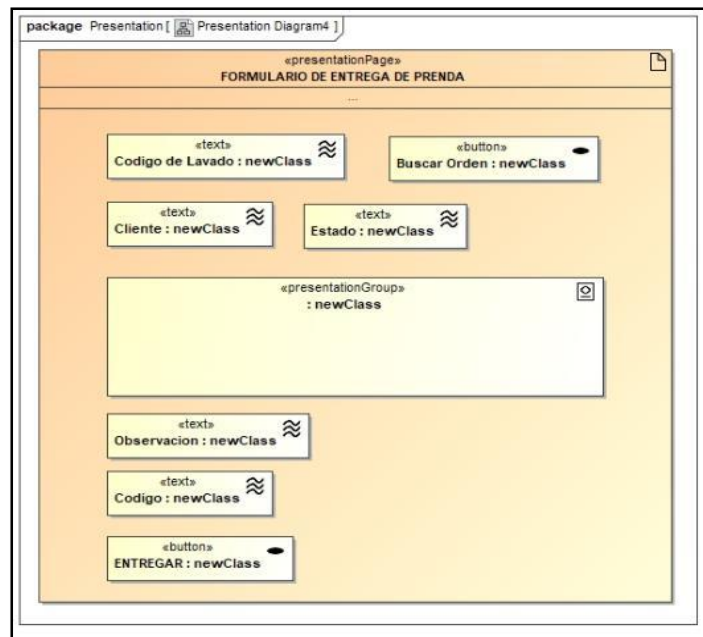 package Presentation [ Presentation Diagram4 ]
«presentationPage»
FORMULARIO DE ENTREGA DE PRENDA
...
«text»
Codigo de Lavado : newClass
«button»
Buscar Orden : newClass
«text»
Cliente : newClass
«text»
Estado : newClass
«presentationGroup»
: newClass
«text»
Observacion : newClass
«text»
Codigo : newClass
«button»
ENTREGAR : newClass